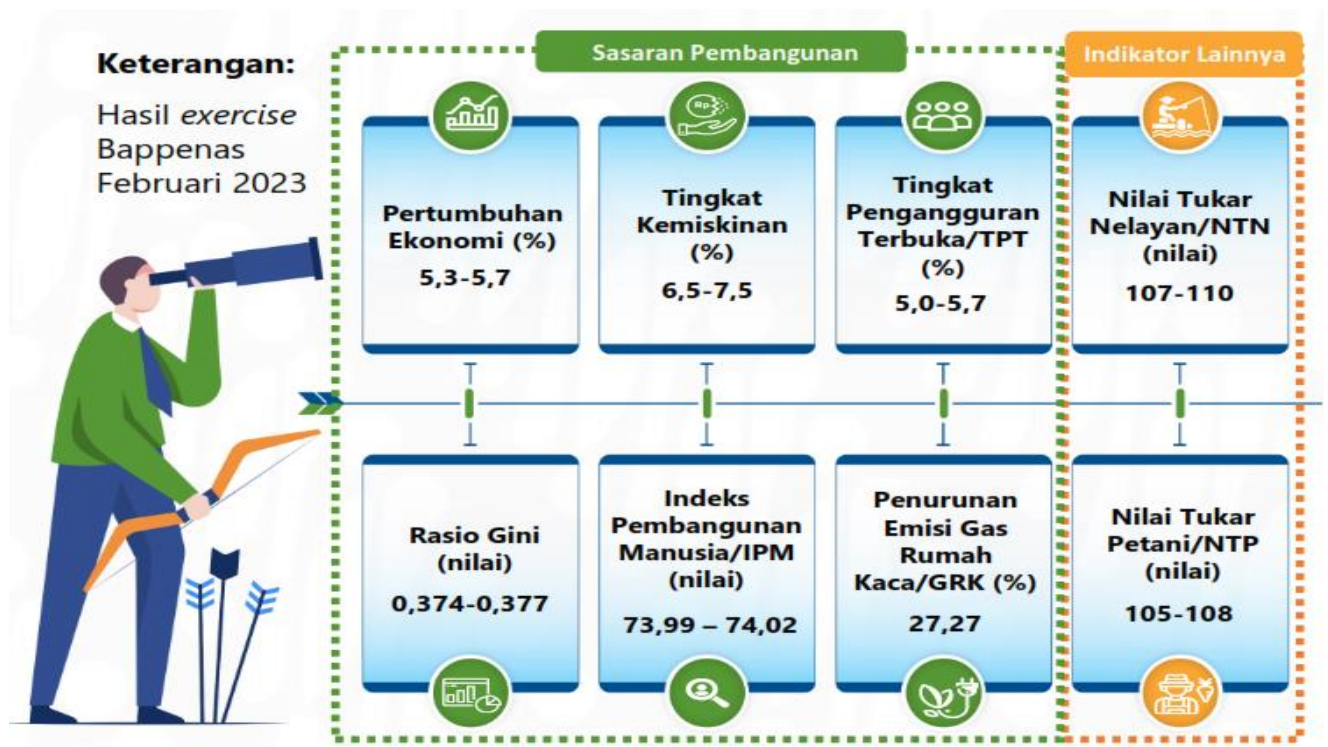 Keterangan:
Hasil exercise
Bappenas
Februari 2023
Sasaran Pembangunan
Indikator Lainnya
Rp
Pertumbuhan
Ekonomi (%)
5,3-5,7
Tingkat
Kemiskinan
(%)
6,5-7,5
Tingkat
Pengangguran
Terbuka/TPT
(%)
5,0-5,7
Nilai Tukar
Nelayan/NTN
(nilai)
107-110
Rasio Gini
(nilai)
0,374-0,377
Indeks
Pembangunan
Manusia/IPM
(nilai)
73,99 – 74,02
Penurunan
Emisi Gas
Rumah
Kaca/GRK (%)
27,27
Nilai Tukar
Petani/NTP
(nilai)
105-108